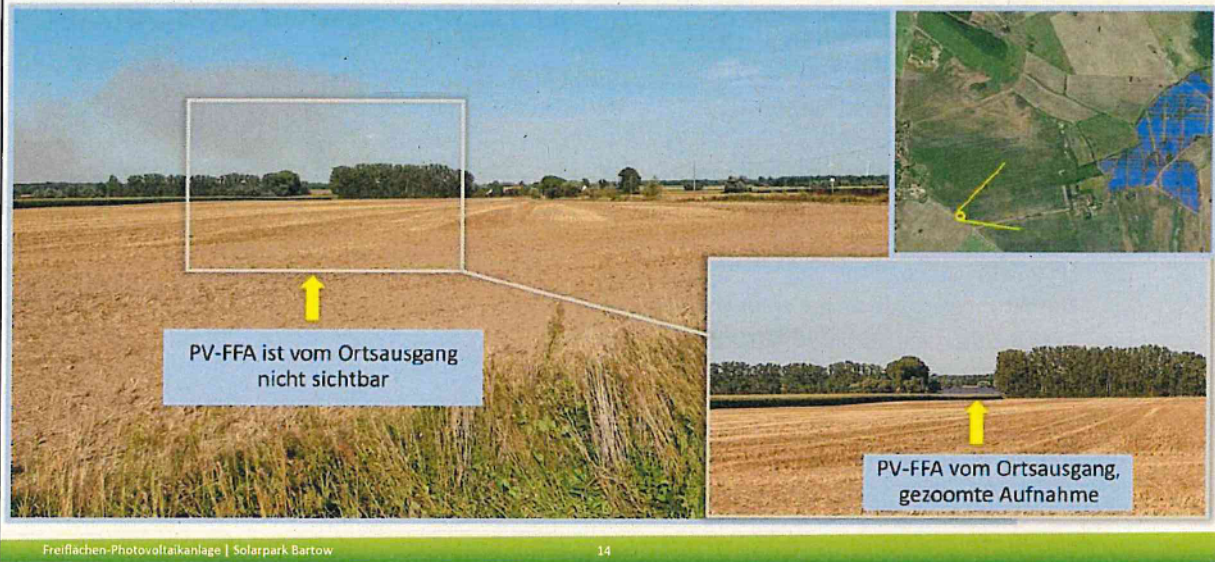 PV-FFA ist vom Ortsausgang
nicht sichtbar
PV-FFA vom Ortsausgang,
gezoomte Aufnahme
Freiflächen-Photovoltaikanlage | Solarpark Bartow
14